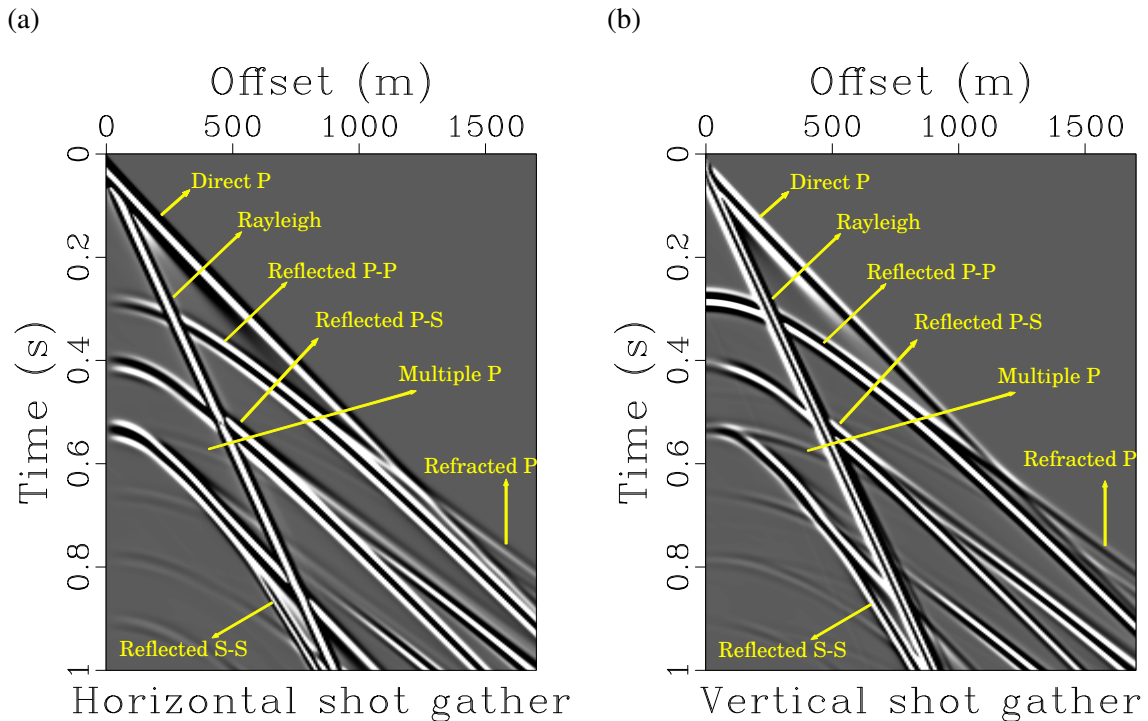 (a)
Offset (m)
0 500 1000 1500
Time (s)
0
0.2
0.4
0.6
0.8
1
Direct P
Rayleigh
Reflected P-P
Reflected P-S
Multiple P
Refracted P
Reflected S-S
Horizontal shot gather
(b)
Offset (m)
0 500 1000 1500
Time (s)
0
0.2
0.4
0.6
0.8
1
Direct P
Rayleigh
Reflected P-P
Reflected P-S
Multiple P
Refracted P
Reflected S-S
Vertical shot gather